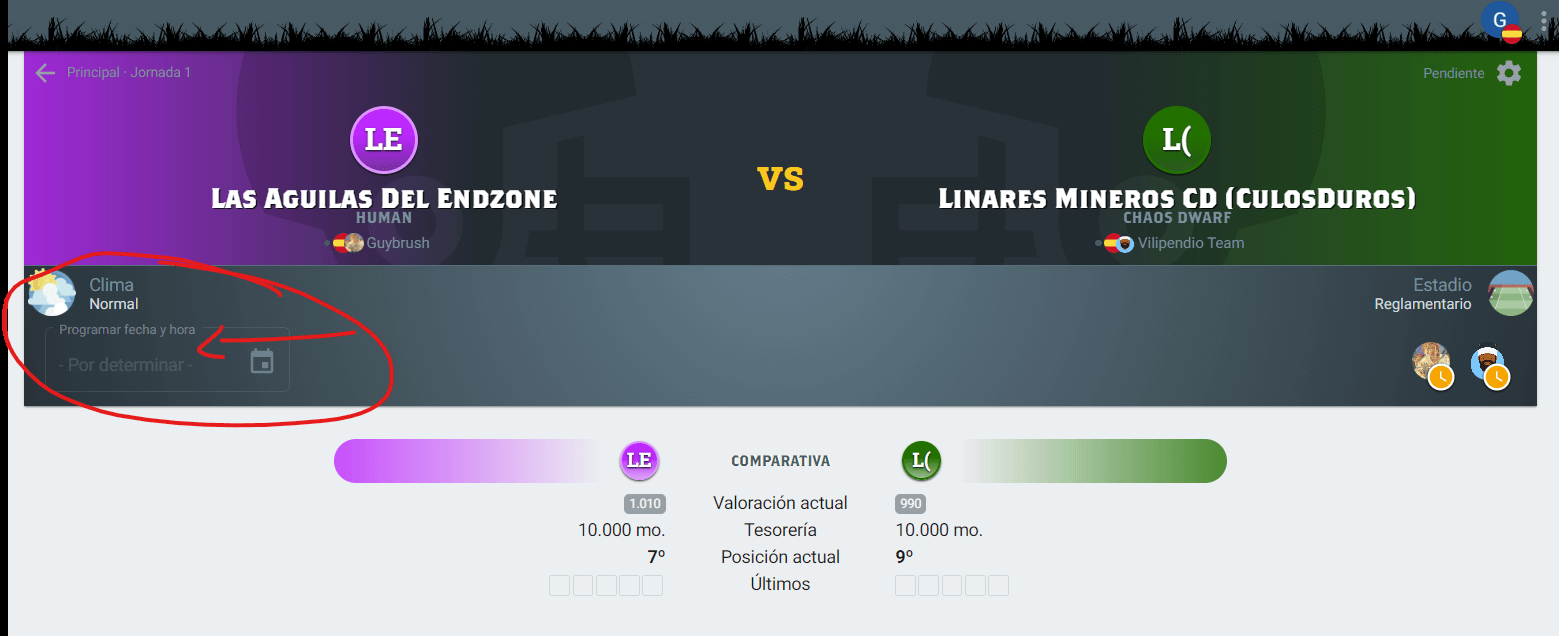 G
Principal - Jornada 1
Pendiente
LE
L(
VS
Las Aguilas Del Endzone
Linares Mineros CD (CulosDuros)
HUMAN
CHAOS DWARF
Guybrush
Vilipendio Team
Clima
Normal
Estadio
Reglamentario
Programar fecha y hora
- Por determinar -
LE
COMPARATIVA
L(
1.010 Valoración actual 990
10.000 mo. Tesorería 10.000 mo.
7º Posición actual 9º
Últimos